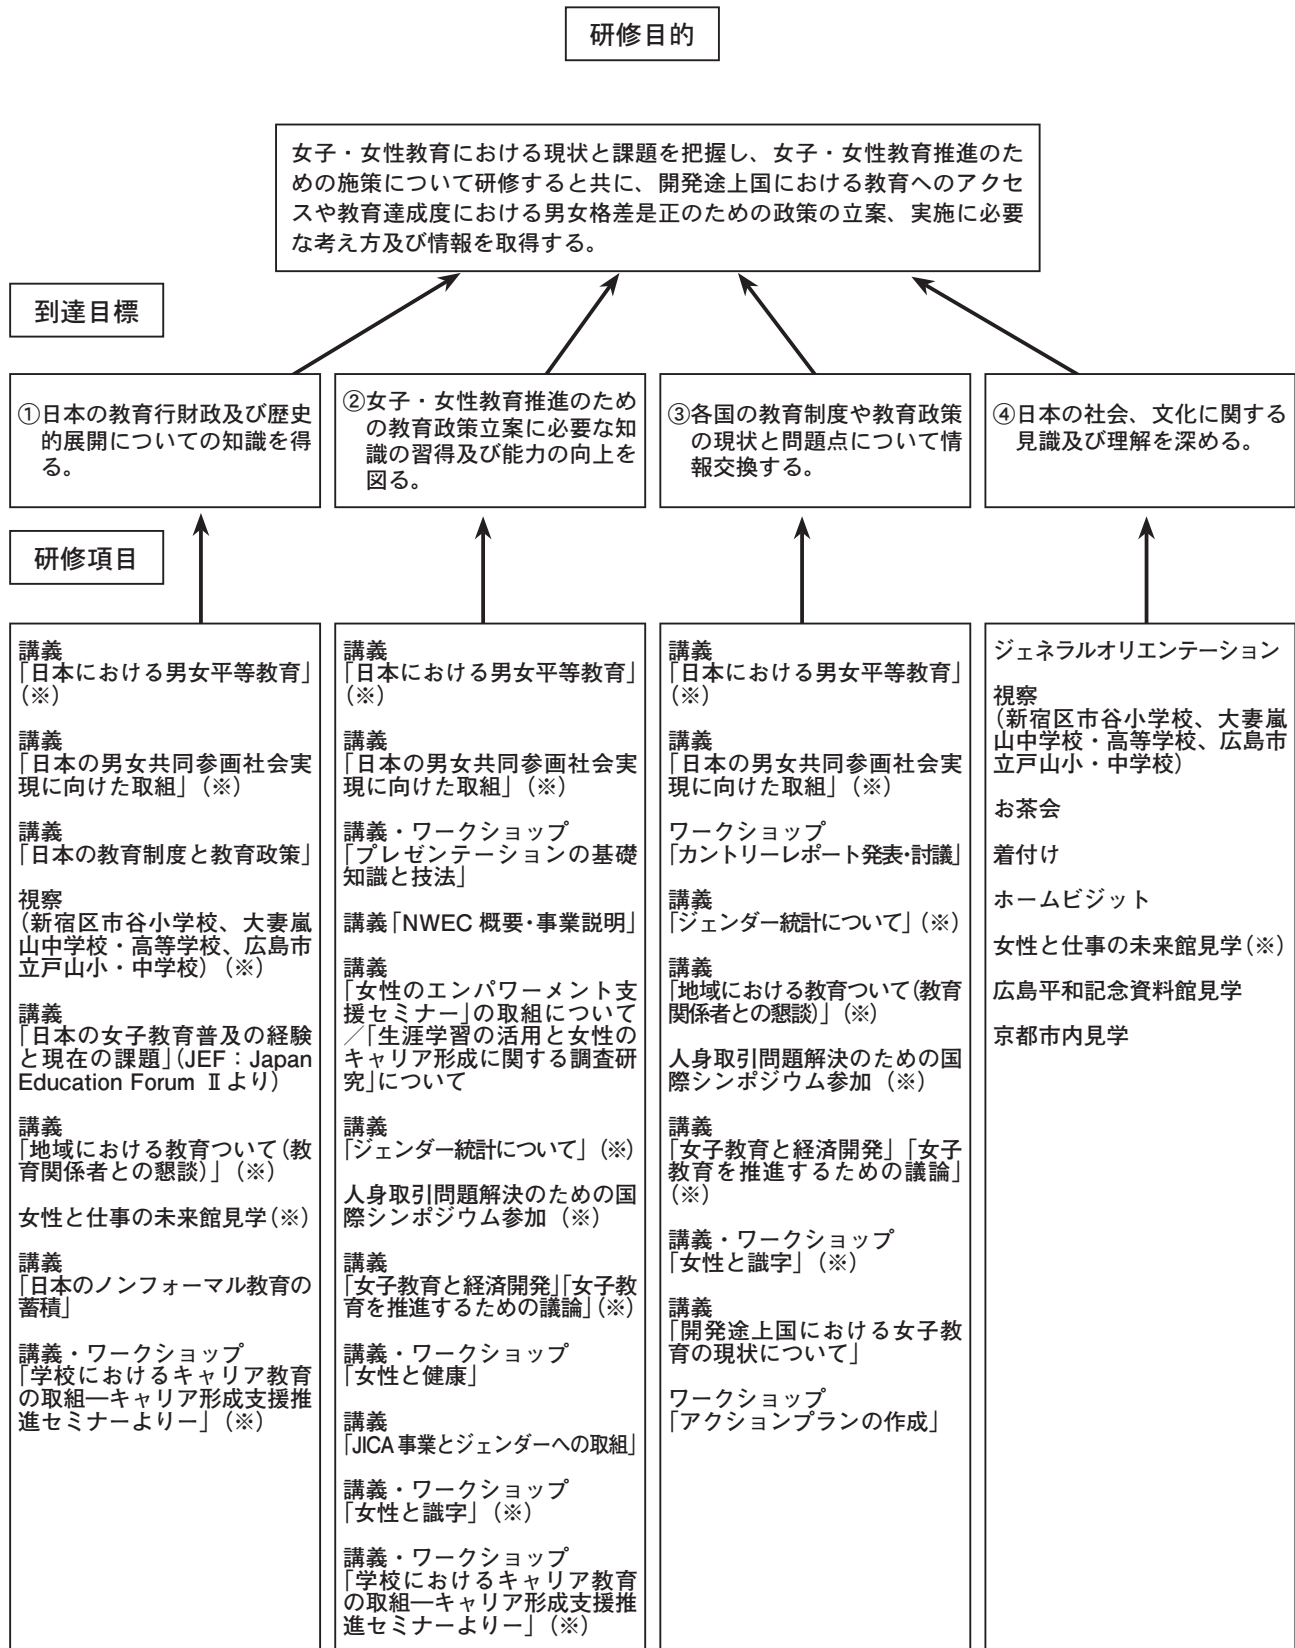 研修目的
女子・女性教育における現状と課題を把握し、女子・女性教育推進のた
めの施策について研修すると共に、開発途上国における教育へのアクセ
スや教育達成度における男女格差是正のための政策の立案、実施に必要
な考え方及び情報を取得する。
到達目標
①日本の教育行財政及び歴史
的展開についての知識を得
る。
②女子・女性教育推進のため
の教育政策立案に必要な知
識の習得及び能力の向上を
図る。
③各国の教育制度や教育政策
の現状と問題点について情
報交換する。
④日本の社会、文化に関する
見識及び理解を深める。
研修項目
講義
「日本における男女平等教育」
(※)
講義
「日本の男女共同参画社会実
現に向けた取組」(※)
講義
「日本の教育制度と教育政策」
視察
(新宿区市谷小学校、大妻嵐
山中学校・高等学校、広島市
立戸山小・中学校)(※)
講義
「日本の女子教育普及の経験
と現在の課題」(JEF:Japan
Education Forum Ⅱより)
講義
「地域における教育ついて(教
育関係者との懇談)」(※)
女性と仕事の未来館見学(※)
講義
「日本のノンフォーマル教育の
蓄積」
講義・ワークショップ
「学校におけるキャリア教育
の取組―キャリア形成支援推
進セミナーよりー」(※)
講義
「日本における男女平等教育」
(※)
講義
「日本の男女共同参画社会実
現に向けた取組」(※)
講義・ワークショップ
「プレゼンテーションの基礎
知識と技法」
講義「NWEC 概要・事業説明」
講義
「女性のエンパワーメント支
援セミナー」の取組について
/「生涯学習の活用と女性の
キャリア形成に関する調査研
究」について
講義
「ジェンダー統計について」(※)
人身取引問題解決のための国
際シンポジウム参加(※)
講義
「女子教育と経済開発」「女子教
育を推進するための議論」(※)
講義・ワークショップ
「女性と健康」
講義
「JICA 事業とジェンダーへの取組」
講義・ワークショップ
「女性と識字」(※)
講義・ワークショップ
「学校におけるキャリア教育
の取組―キャリア形成支援推
進セミナーよりー」(※)
講義
「日本における男女平等教育」
(※)
講義
「日本の男女共同参画社会実
現に向けた取組」(※)
ワークショップ
「カントリーレポート発表・討議」
講義
「ジェンダー統計について」(※)
講義
「地域における教育ついて(教育
関係者との懇談)」(※)
人身取引問題解決のための国
際シンポジウム参加(※)
講義
「女子教育と経済開発」「女子
教育を推進するための議論」
(※)
講義・ワークショップ
「女性と識字」(※)
講義
「開発途上国における女子教
育の現状について」
ワークショップ
「アクションプランの作成」
ジェネラルオリエンテーション
視察
(新宿区市谷小学校、大妻嵐
山中学校・高等学校、広島市
立戸山小・中学校)
お茶会
着付け
ホームビジット
女性と仕事の未来館見学(※)
広島平和記念資料館見学
京都市内見学